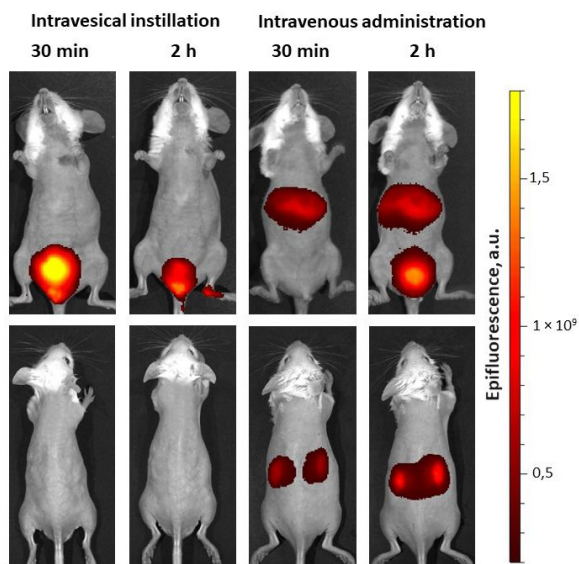 Intravesical instillation Intravenous administration
30 min 2 h 30 min 2 h
1,5
1 × 10⁹
0,5
Epifluorescence, a.u.